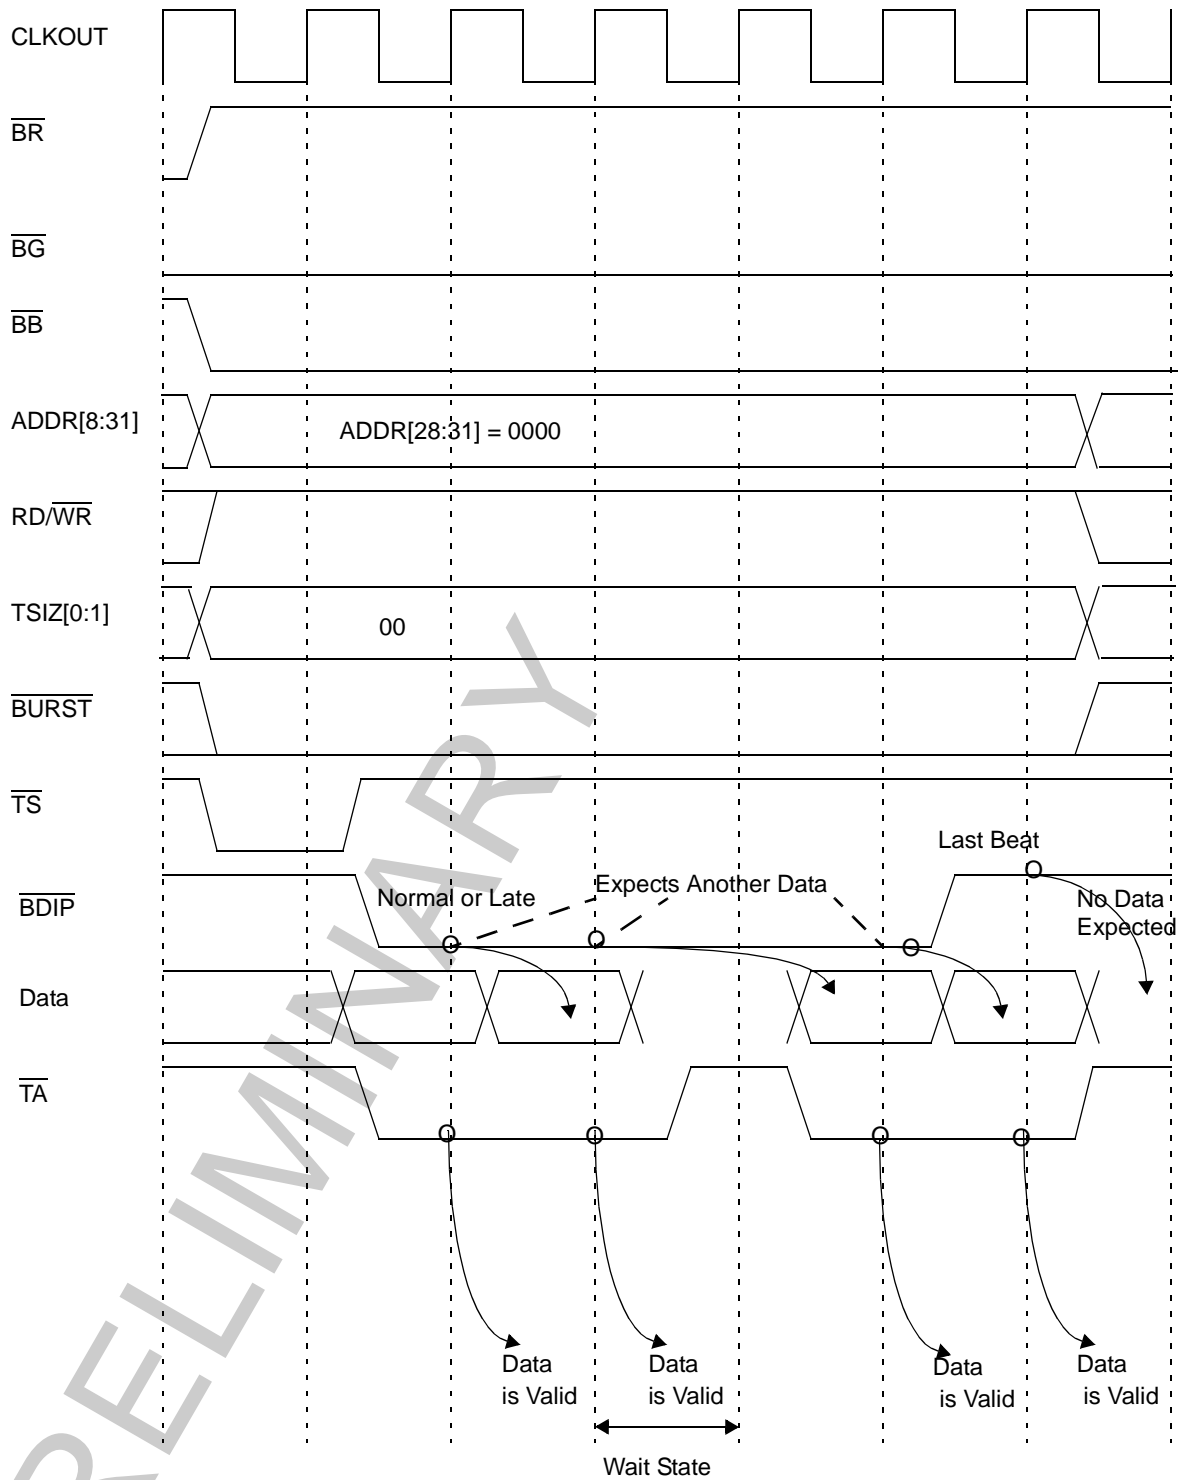 CLKOUT
BR
BG
BB
ADDR[8:31]
ADDR[28:31] = 0000
RD/WR
TSIZ[0:1]
00
BURST
TS
Last Beat
BDIP
Normal or Late
Expects Another Data
No Data
Expected
Data
TA
Data
is Valid
Data
is Valid
Data
is Valid
Data
is Valid
Wait State
RELIMINARY